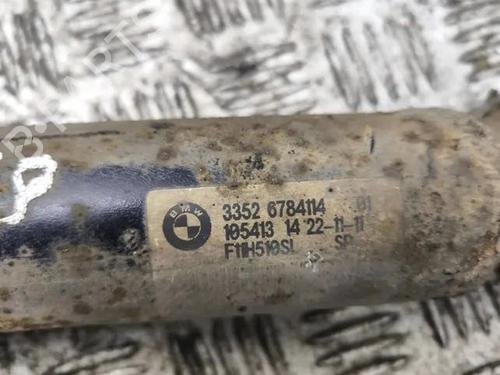 BMW
3352 6784114 01
105413 14 22-11-11
F11H510SL SP